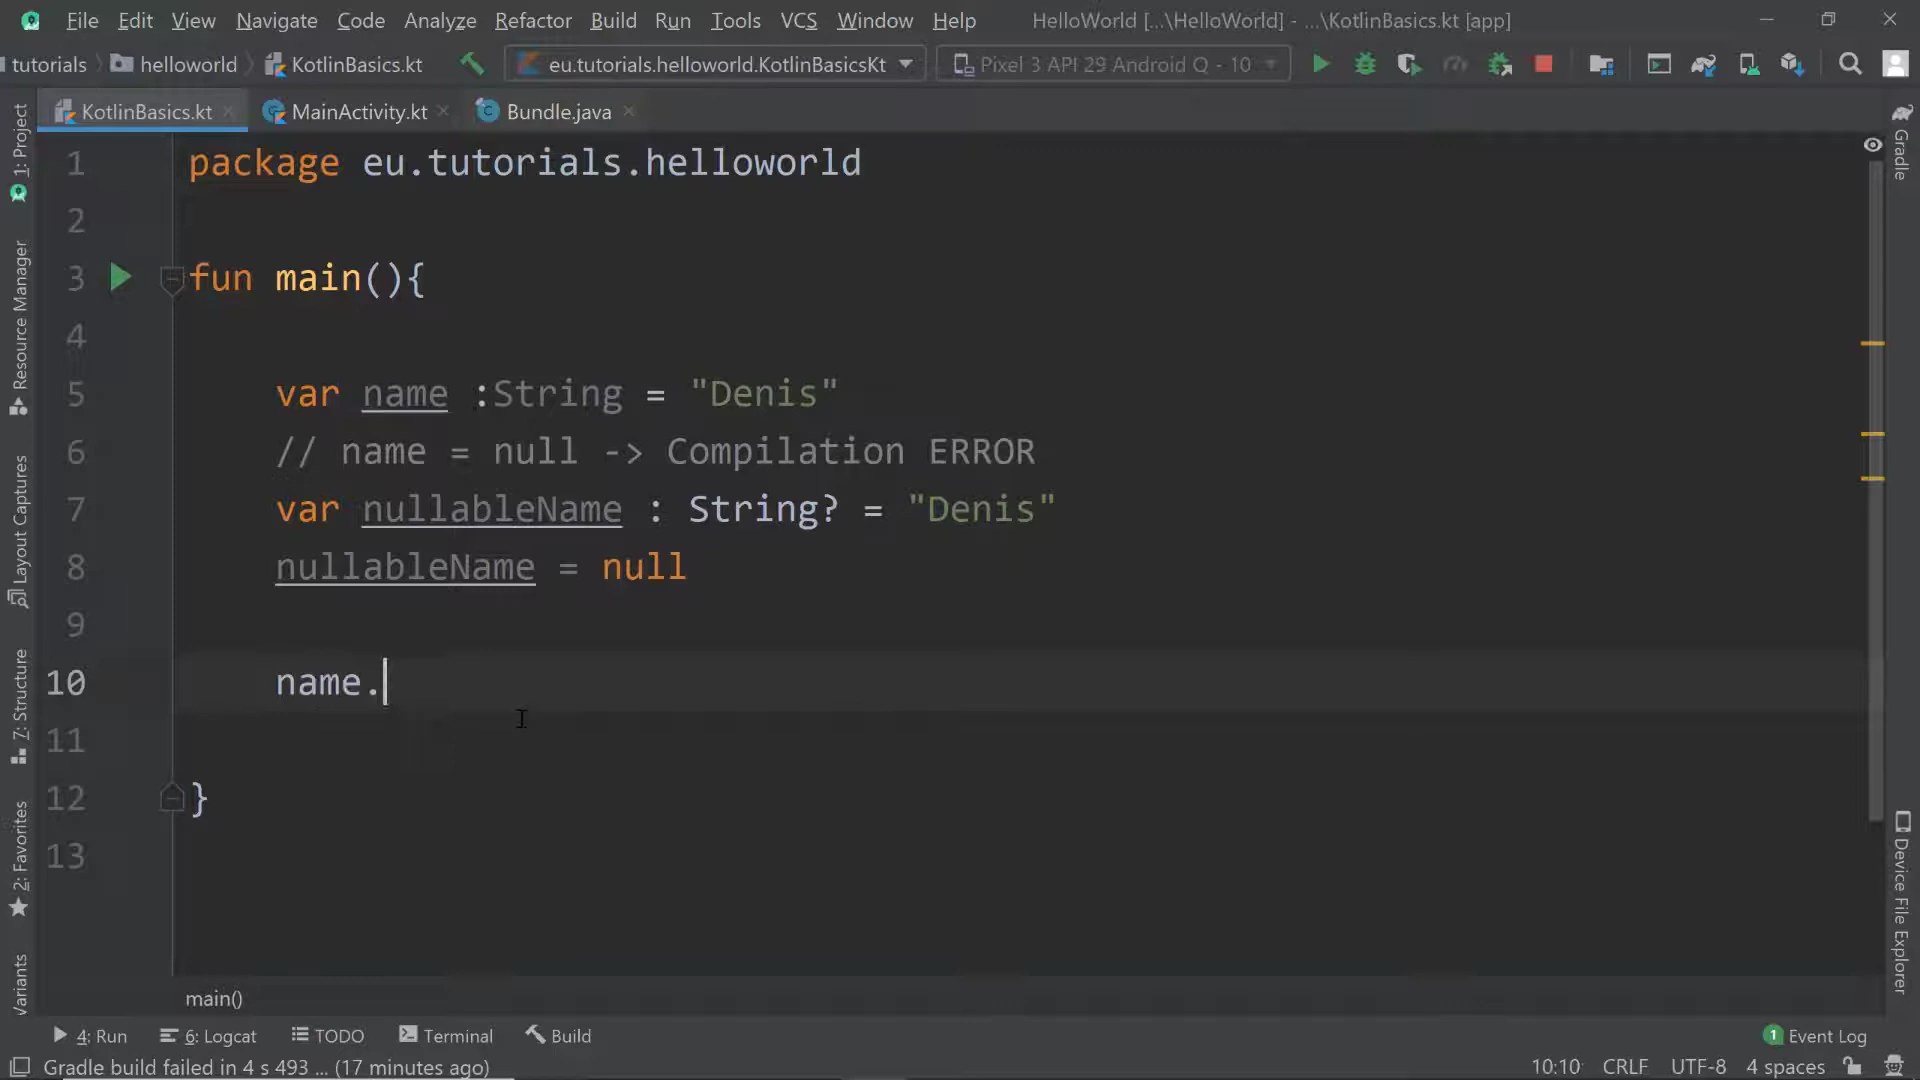 File Edit View Navigate Code Analyze Refactor Build Run Tools VCS Window Help HelloWorld [...\HelloWorld] - ...\KotlinBasics.kt [app]
tutorials helloworld KotlinBasics.kt eu.tutorials.helloworld.KotlinBasicsKt Pixel 3 API 29 Android Q - 10
KotlinBasics.kt MainActivity.kt Bundle.java
1: Project
Resource Manager
Layout Captures
7: Structure
2: Favorites
Variants
Gradle
Device File Explorer
1 package eu.tutorials.helloworld
2
3 fun main(){
4
5 var name :String = "Denis"
6 // name = null -> Compilation ERROR
7 var nullableName : String? = "Denis"
8 nullableName = null
9
10 name.
11
12 }
13
main()
4: Run 6: Logcat TODO Terminal Build 1 Event Log
Gradle build failed in 4 s 493 ... (17 minutes ago) 10:10 CRLF UTF-8 4 spaces